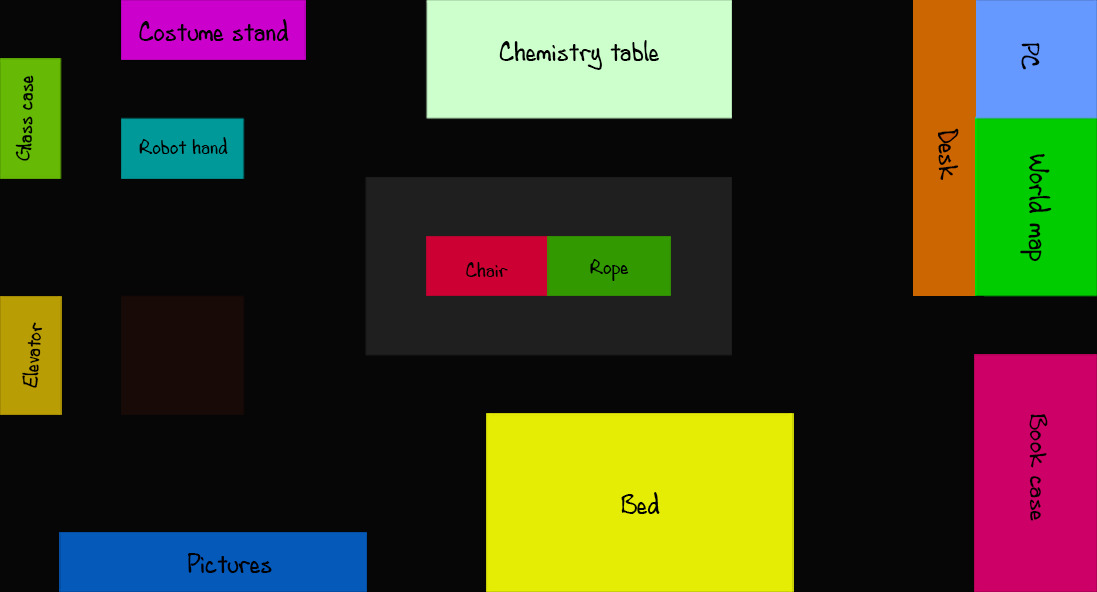 Costume stand
Chemistry table
PC
Glass case
Robot hand
Desk
World map
Chair
Rope
Elevator
Book case
Bed
Pictures